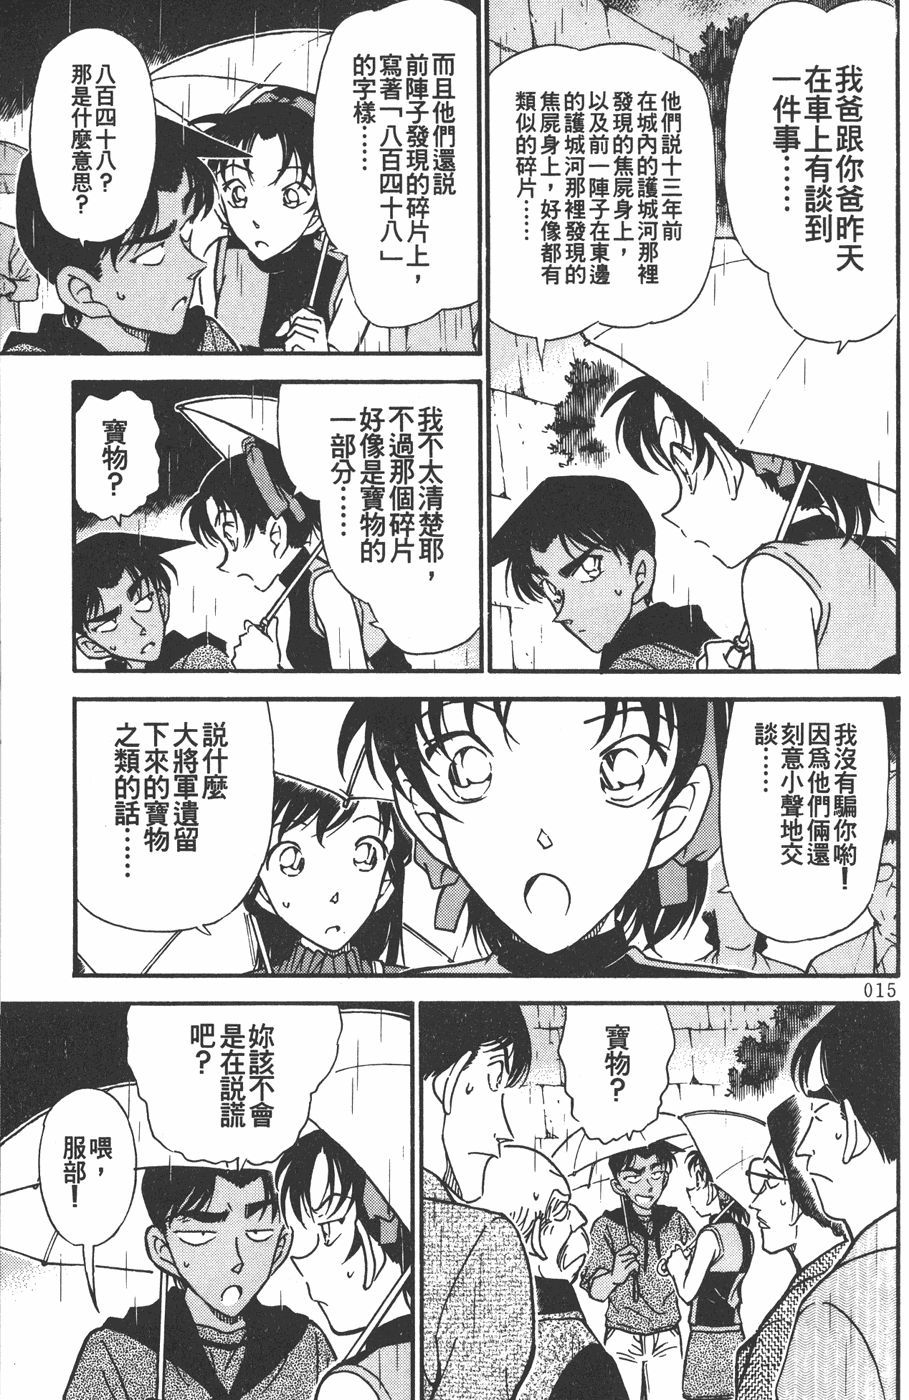 我爸跟你爸昨天
在車上有談到
一件事……
他們説十三年前
在城內的護城河那裡
發現的焦屍身上，
以及前一陣子在東邊
的護城河那裡發現的
焦屍身上，好像都有
類似的碎片……
而且他們還説
前陣子發現的碎片上，
寫著「八百四十八」
的字樣……
八百四十八？
那是什麼意思？
我不太清楚耶，
不過那個碎片
好像是寶物的
一部分……
寶物？
我沒有騙你喲！
因爲他們倆還
刻意小聲地交
談……
説什麼
大將軍遺留
下來的寶物
之類的話……
015
寶物？
妳該不會
是在説謊
吧？
喂，
服部！